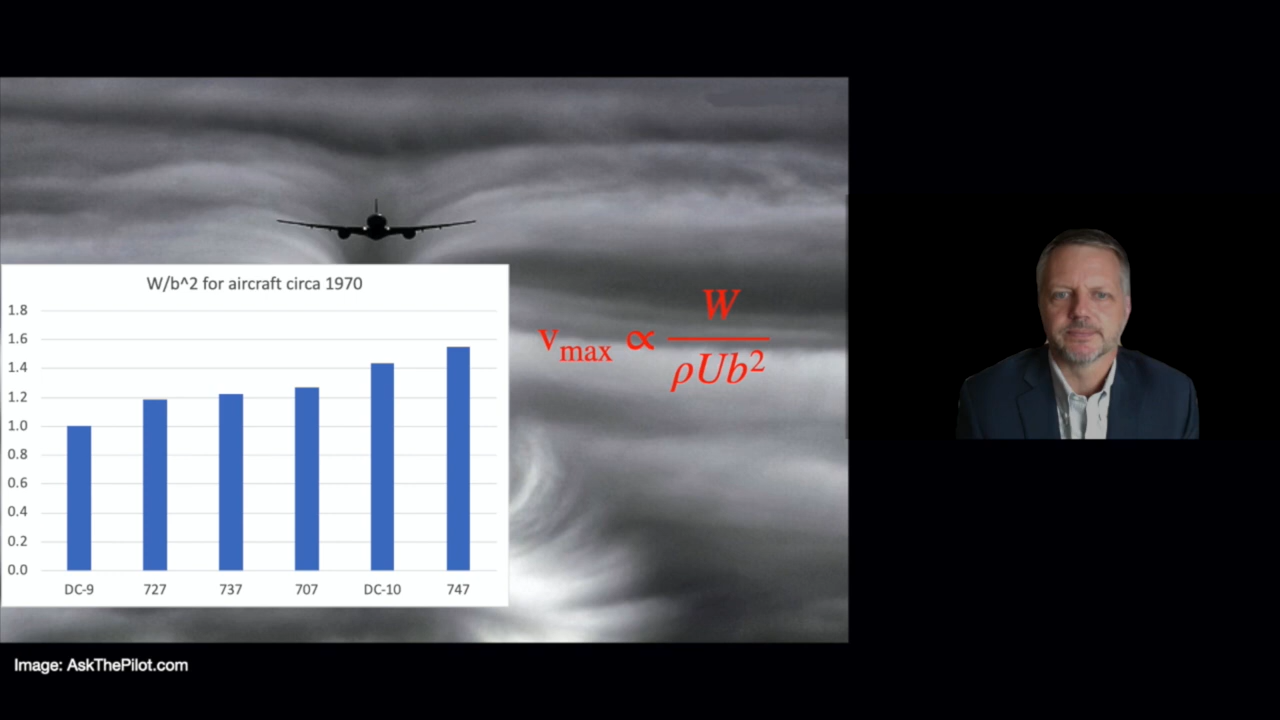 W/b^2 for aircraft circa 1970
1.8
1.6
1.4
1.2
1.0
0.8
0.6
0.4
0.2
0.0
DC-9 727 737 707 DC-10 747
v_max ∝ W / ρUb²
Image: AskThePilot.com